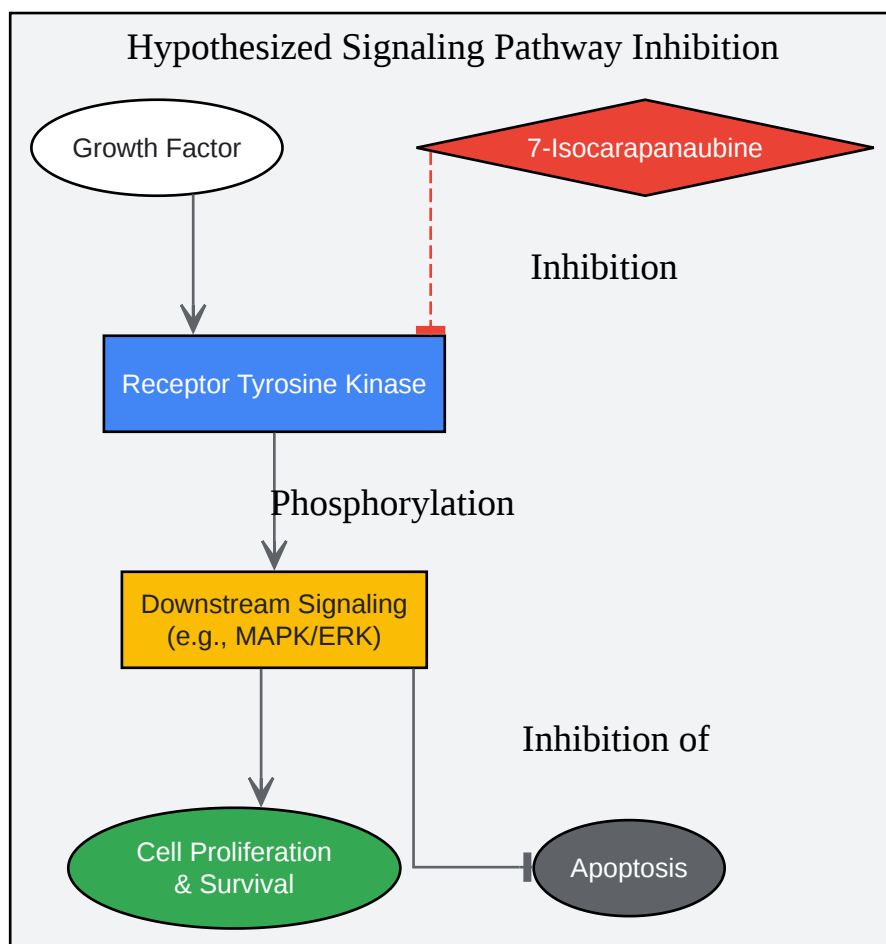 Hypothesized Signaling Pathway Inhibition
Growth Factor
7-Isocarapanaubine
Inhibition
Receptor Tyrosine Kinase
Phosphorylation
Downstream Signaling
(e.g., MAPK/ERK)
Inhibition of
Cell Proliferation
& Survival
Apoptosis